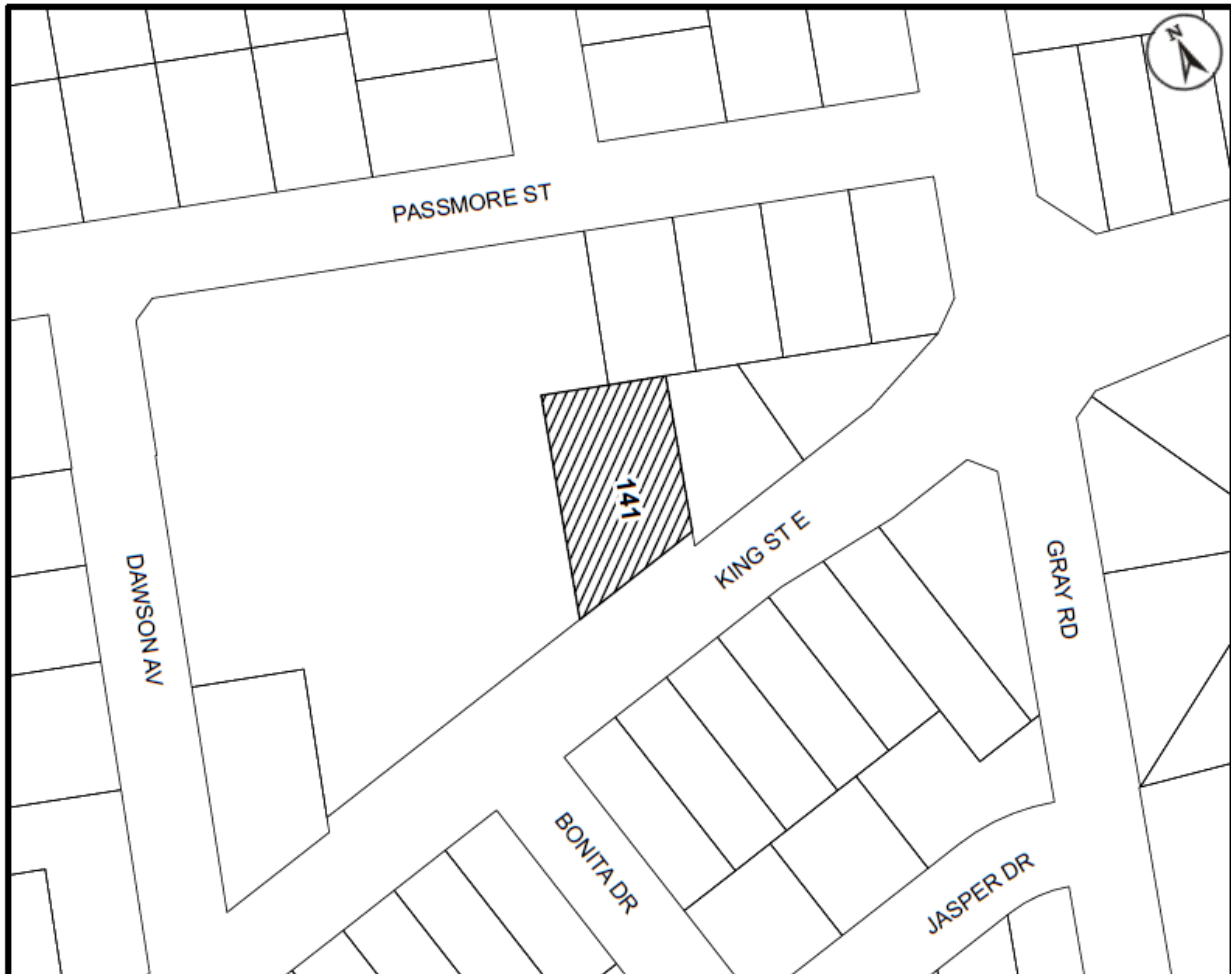 N
PASSMORE ST
141
KING ST E
DAWSON AV
GRAY RD
BONITA DR
JASPER DR